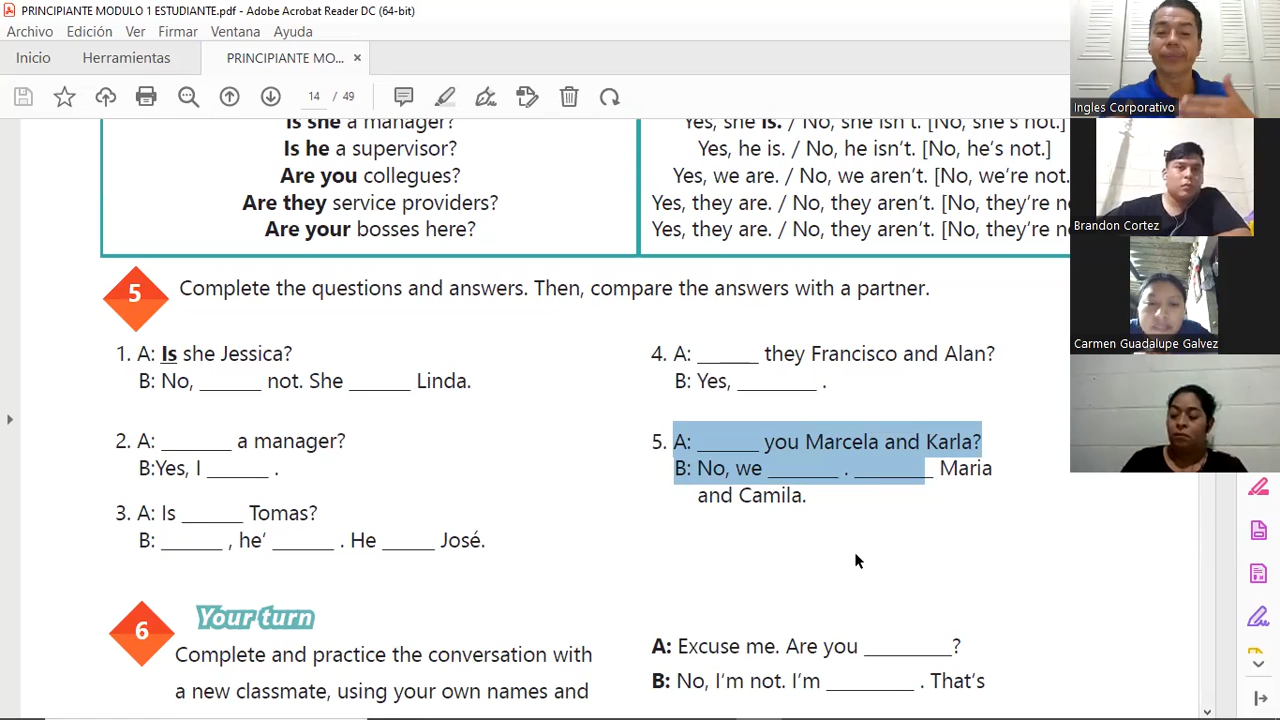 PRINCIPIANTE MODULO 1 ESTUDIANTE.pdf - Adobe Acrobat Reader DC (64-bit)
Archivo Edición Ver Firmar Ventana Ayuda
Inicio Herramientas PRINCIPIANTE MO... ×
14 / 49
Is she a manager? Yes, she is. / No, she isn't. [No, she's not.]
Is he a supervisor? Yes, he is. / No, he isn't. [No, he's not.]
Are you collegues? Yes, we are. / No, we aren't. [No, we're not.
Are they service providers? Yes, they are. / No, they aren't. [No, they're no
Are your bosses here? Yes, they are. / No, they aren't. [No, they're no
5 Complete the questions and answers. Then, compare the answers with a partner.
1. A: Is she Jessica?
B: No, ______ not. She ______ Linda.
2. A: _______ a manager?
B:Yes, I ______ .
3. A: Is ______ Tomas?
B: ______ , he' ______ . He _____ José.
4. A: ______ they Francisco and Alan?
B: Yes, ________ .
5. A: ______ you Marcela and Karla?
B: No, we _______ . ________ Maria
and Camila.
6 Your turn
Complete and practice the conversation with
a new classmate, using your own names and
A: Excuse me. Are you _________?
B: No, I'm not. I'm _________ . That's
Ingles Corporativo
Brandon Cortez
Carmen Guadalupe Galvez